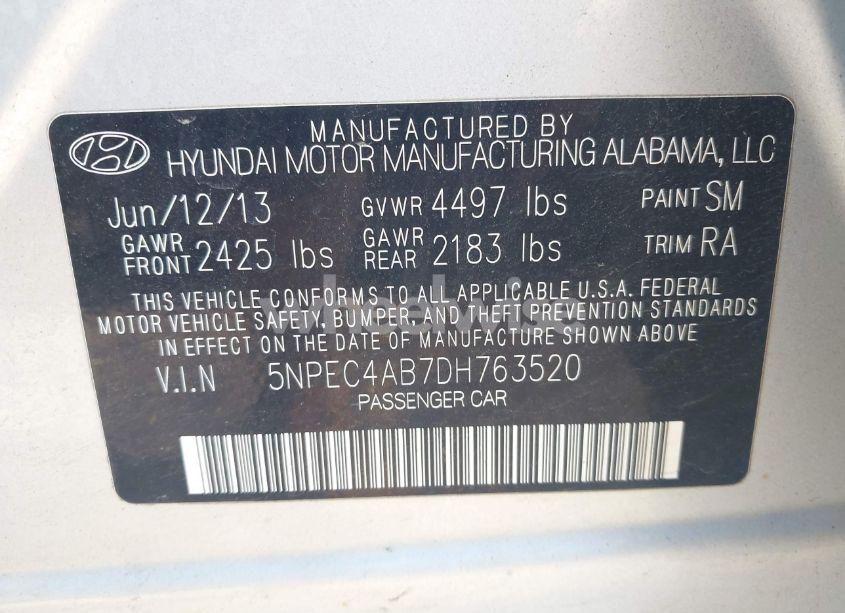 MANUFACTURED BY
HYUNDAI MOTOR MANUFACTURING ALABAMA, LLC
Jun/12/13 GVWR 4497 lbs PAINT SM
GAWR FRONT 2425 lbs GAWR REAR 2183 lbs TRIM RA
THIS VEHICLE CONFORMS TO ALL APPLICABLE U.S.A. FEDERAL
MOTOR VEHICLE SAFETY, BUMPER, AND THEFT PREVENTION STANDARDS
IN EFFECT ON THE DATE OF MANUFACTURE SHOWN ABOVE
V.I.N 5NPEC4AB7DH763520
PASSENGER CAR
wheelwise